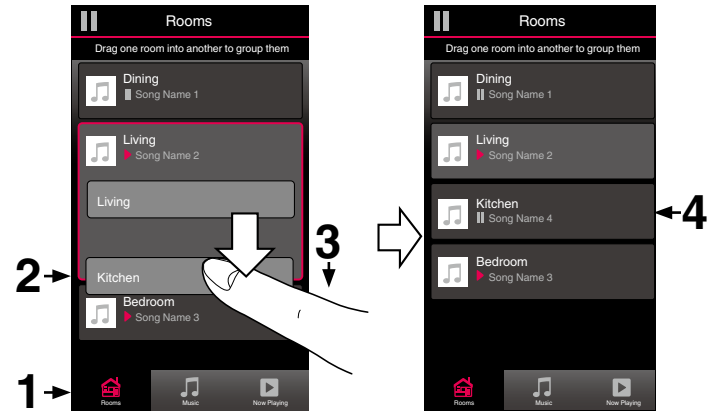 Rooms
Drag one room into another to group them
Dining
Song Name 1
Living
Song Name 2
Living
Kitchen
Bedroom
Song Name 3
Rooms
Music
Now Playing
1
2
3
Rooms
Drag one room into another to group them
Dining
Song Name 1
Living
Song Name 2
Kitchen
Song Name 4
Bedroom
Song Name 3
Rooms
Music
Now Playing
4